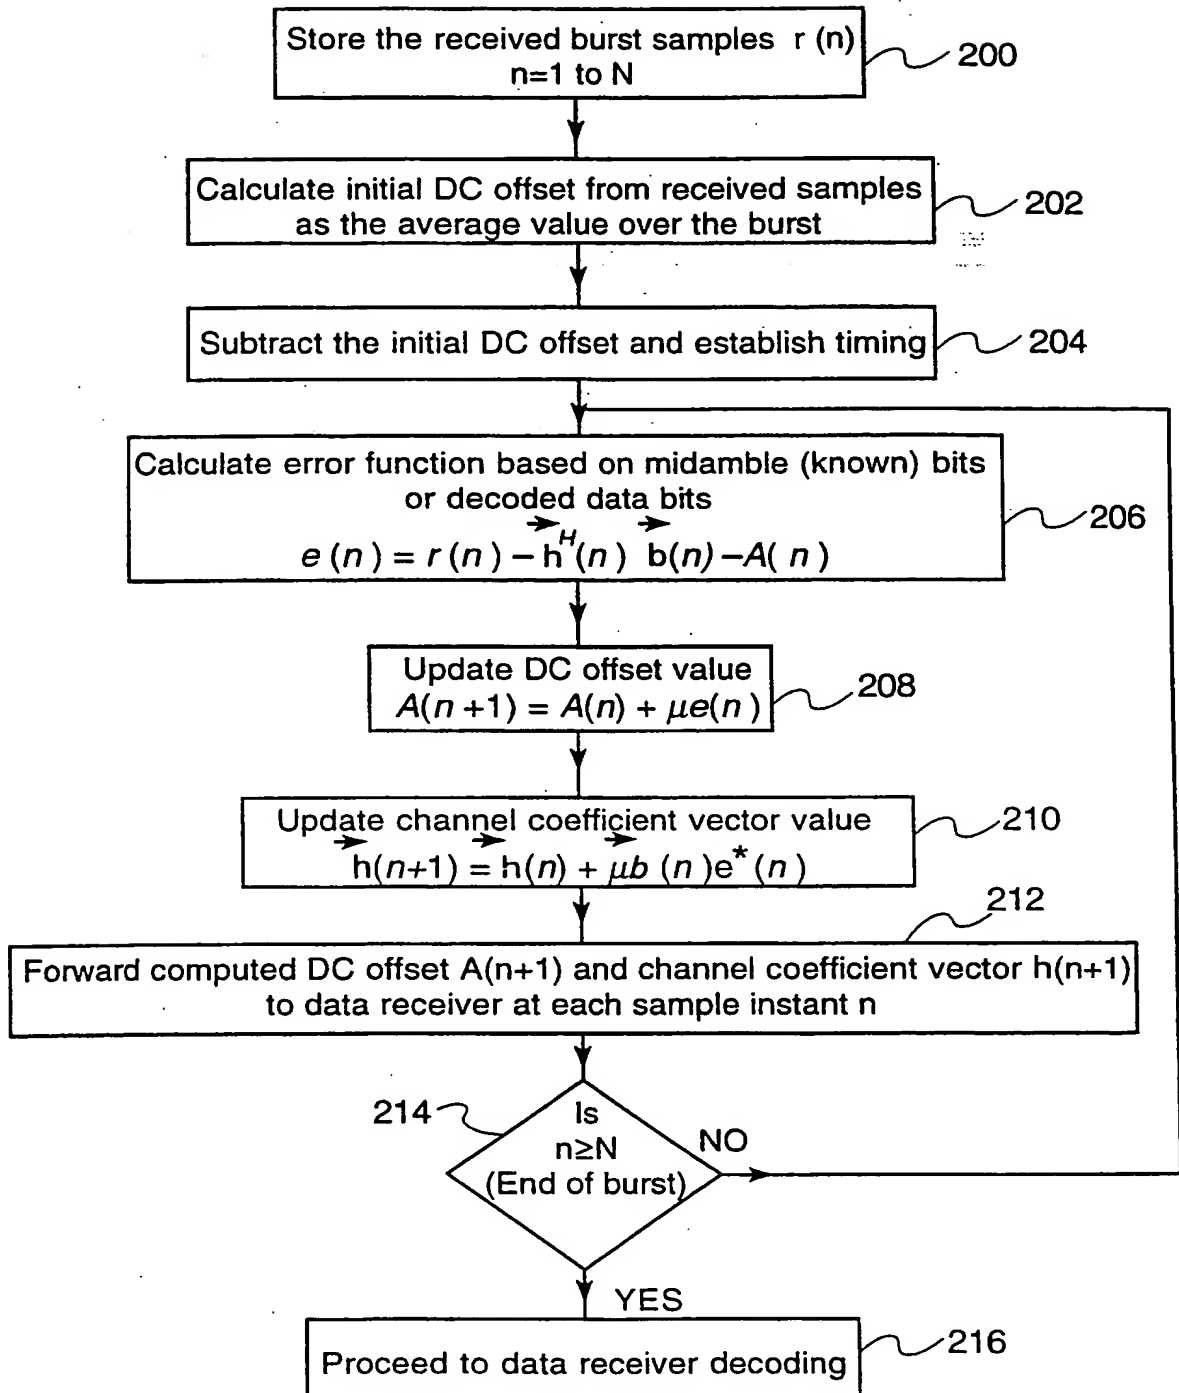 Store the received burst samples r (n)
n=1 to N
200
Calculate initial DC offset from received samples
as the average value over the burst
202
Subtract the initial DC offset and establish timing
204
Calculate error function based on midamble (known) bits
or decoded data bits
e (n) = r (n) – h⃗ᴴ(n) b⃗(n) – A( n )
206
Update DC offset value
A(n +1) = A(n) + μe(n )
208
Update channel coefficient vector value
h⃗(n+1) = h⃗(n) + μb⃗ (n )e* (n )
210
212
Forward computed DC offset A(n+1) and channel coefficient vector h(n+1)
to data receiver at each sample instant n
214
Is
n≥N
(End of burst)
NO
YES
Proceed to data receiver decoding
216